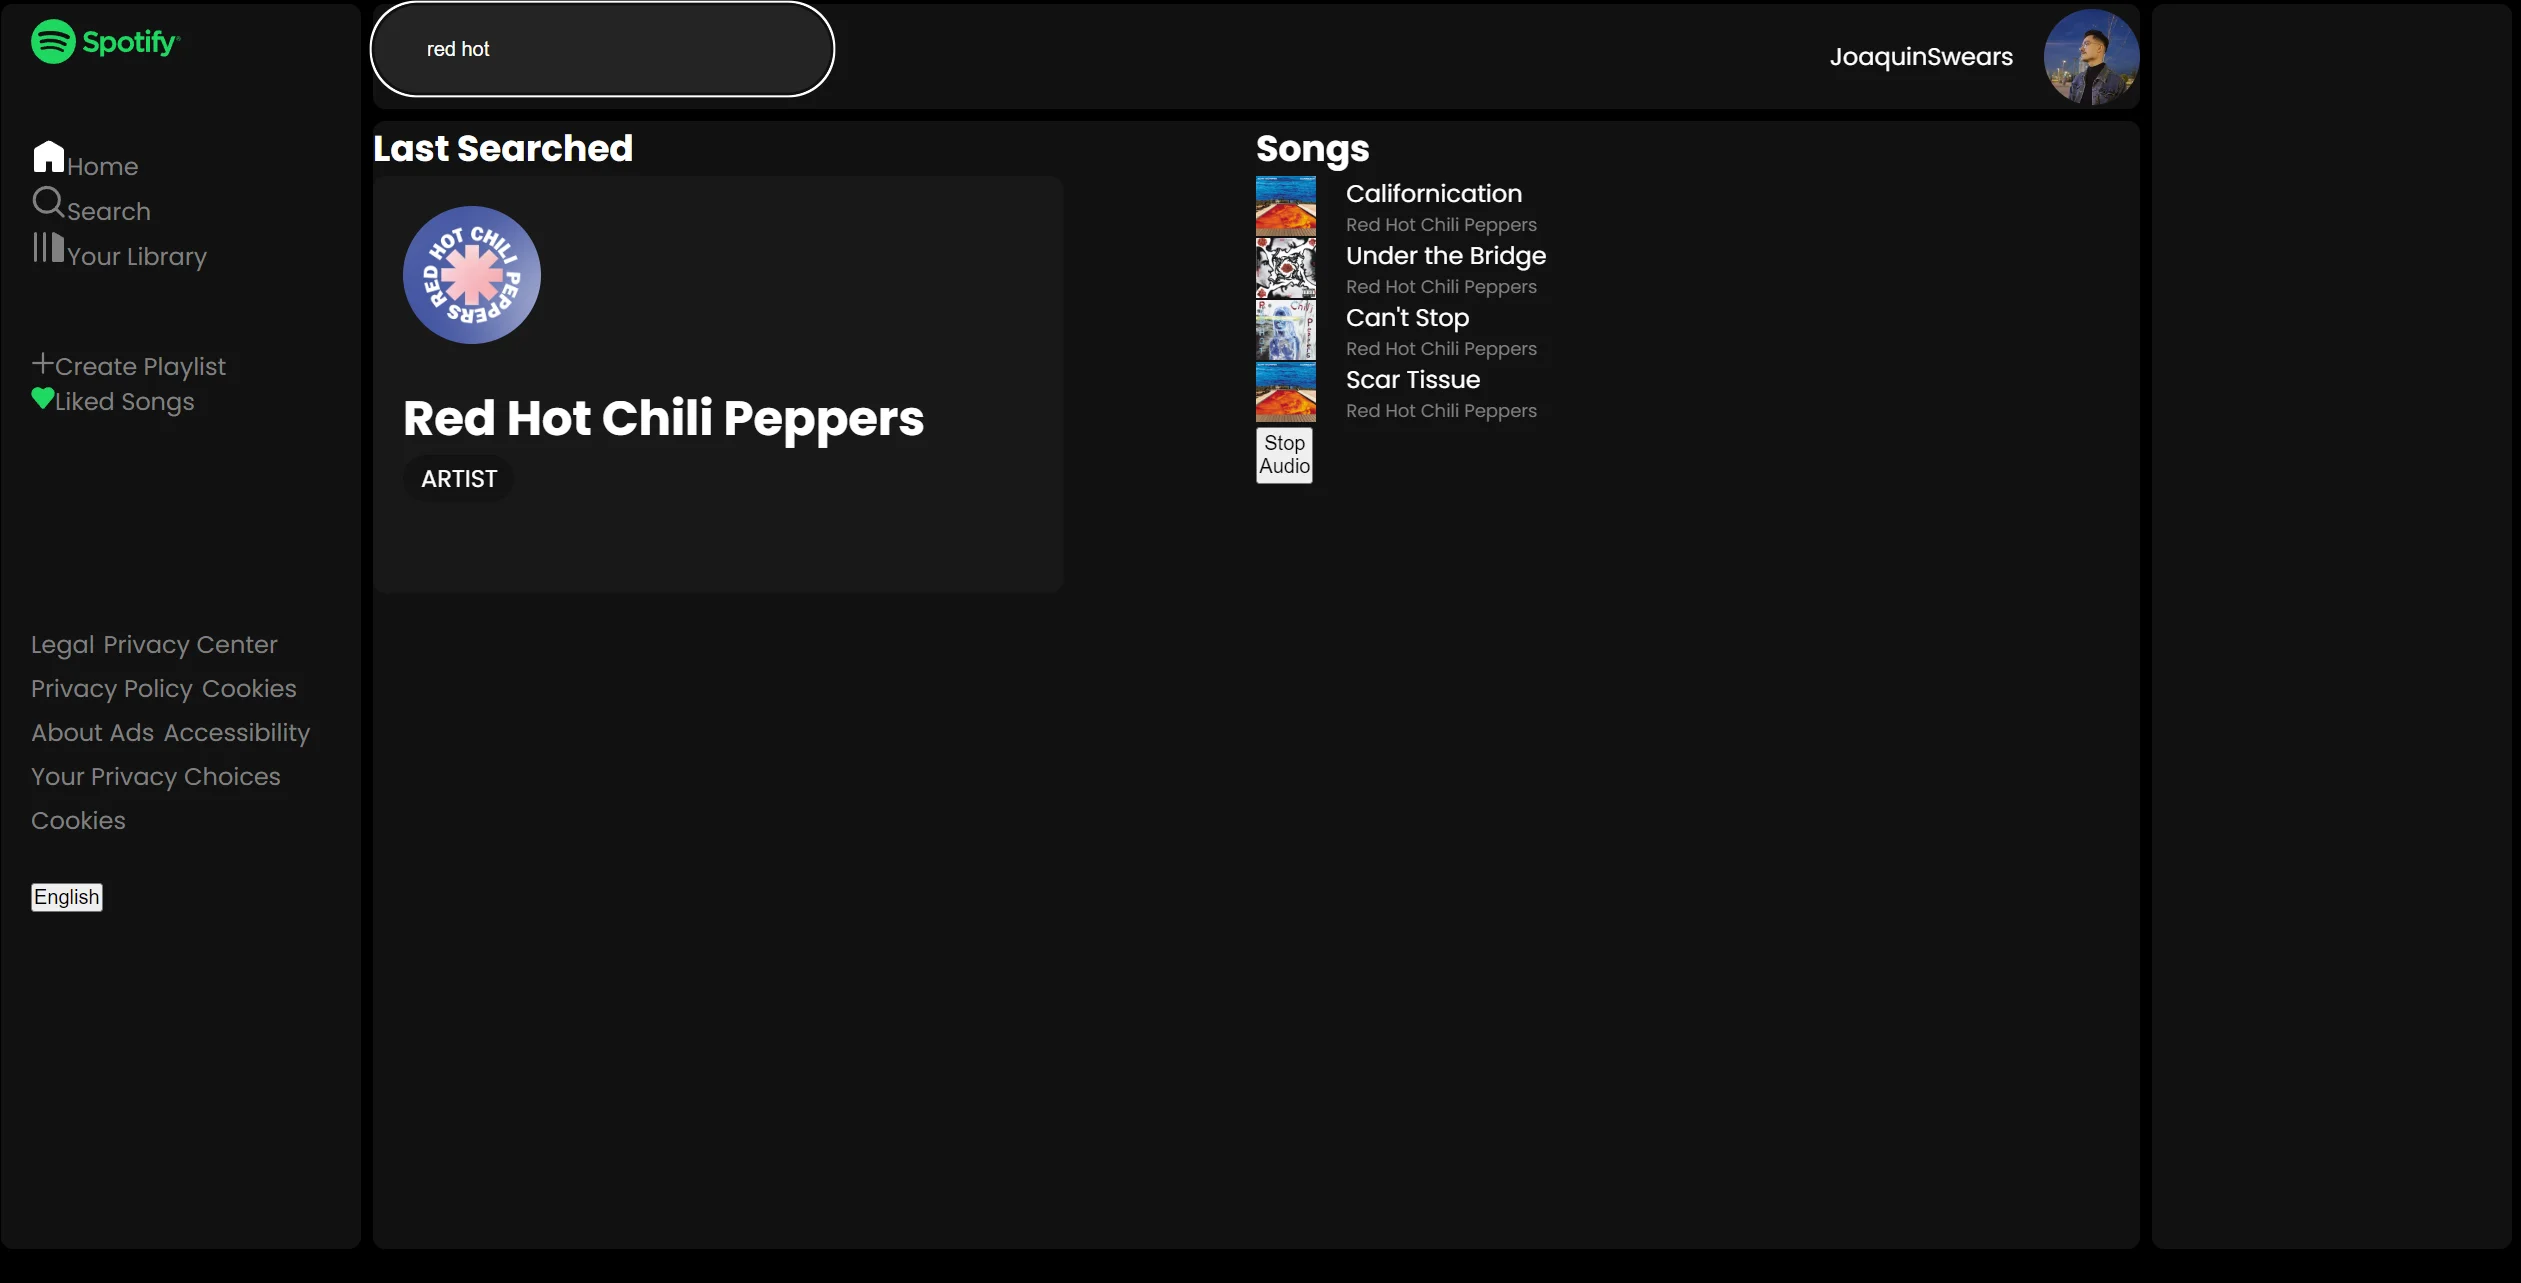 Spotify
Home
Search
Your Library
Create Playlist
Liked Songs
Legal Privacy Center
Privacy Policy Cookies
About Ads Accessibility
Your Privacy Choices
Cookies
English
red hot
JoaquinSwears
Last Searched
RED HOT CHILI PEPPERS
Red Hot Chili Peppers
ARTIST
Songs
Californication
Red Hot Chili Peppers
Under the Bridge
Red Hot Chili Peppers
Can't Stop
Red Hot Chili Peppers
Scar Tissue
Red Hot Chili Peppers
Stop
Audio